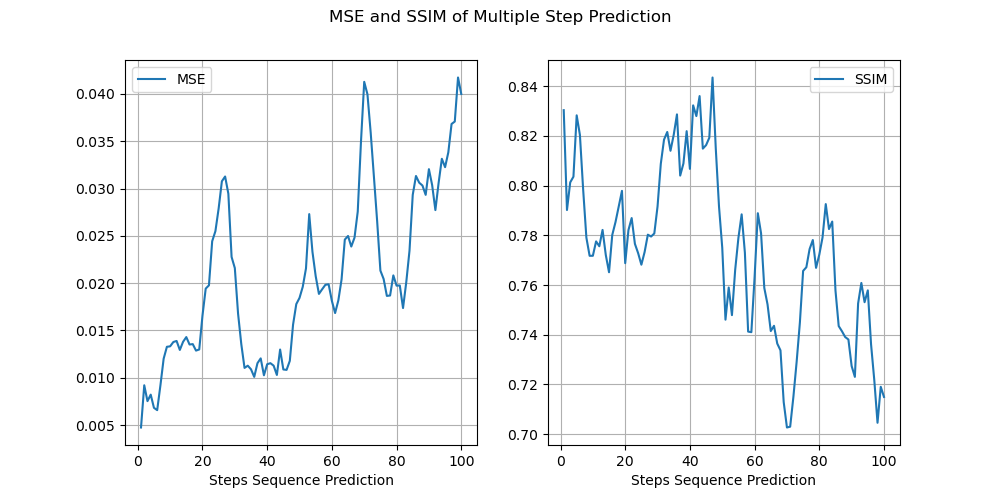 MSE and SSIM of Multiple Step Prediction
MSE
0.040
0.035
0.030
0.025
0.020
0.015
0.010
0.005
0 20 40 60 80 100
Steps Sequence Prediction
SSIM
0.84
0.82
0.80
0.78
0.76
0.74
0.72
0.70
0 20 40 60 80 100
Steps Sequence Prediction